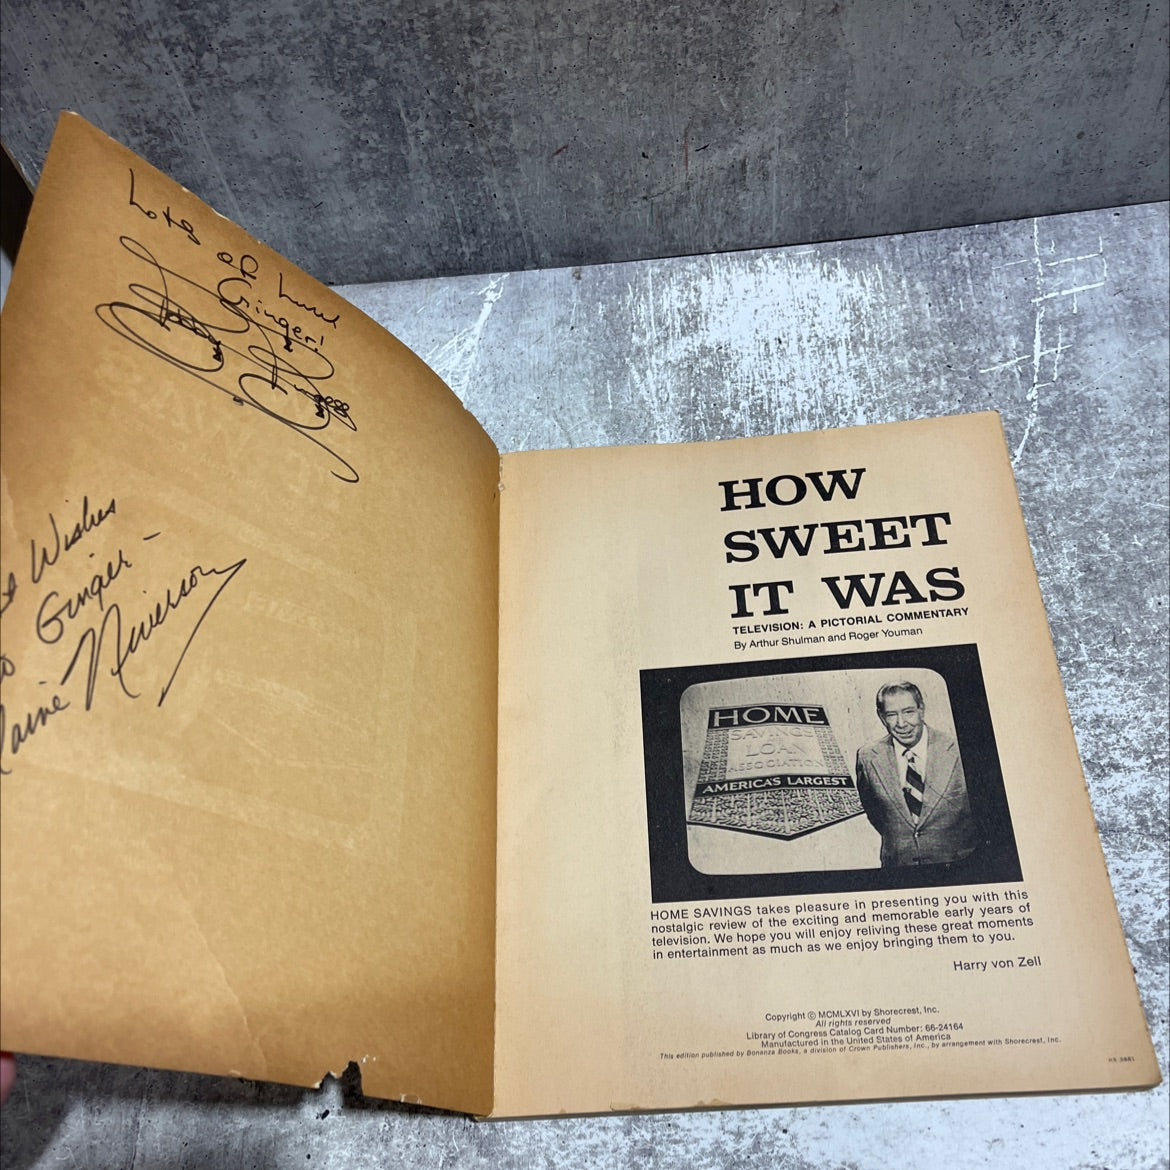 Lots of Love
Ginger!
Wishes
Ginger -
Niverson
HOW
SWEET
IT WAS
TELEVISION: A PICTORIAL COMMENTARY
By Arthur Shulman and Roger Youman
HOME
SAVINGS
LOAN
ASSOCIATION
AMERICA'S LARGEST
HOME SAVINGS takes pleasure in presenting you with this
nostalgic review of the exciting and memorable early years of
television. We hope you will enjoy reliving these great moments
in entertainment as much as we enjoy bringing them to you.
Harry von Zell
Copyright © MCMLXVI by Shorecrest, Inc.
All rights reserved
Library of Congress Catalog Card Number: 66-24164
Manufactured in the United States of America
This edition published by Bonanza Books, a division of Crown Publishers, Inc., by arrangement with Shorecrest, Inc.